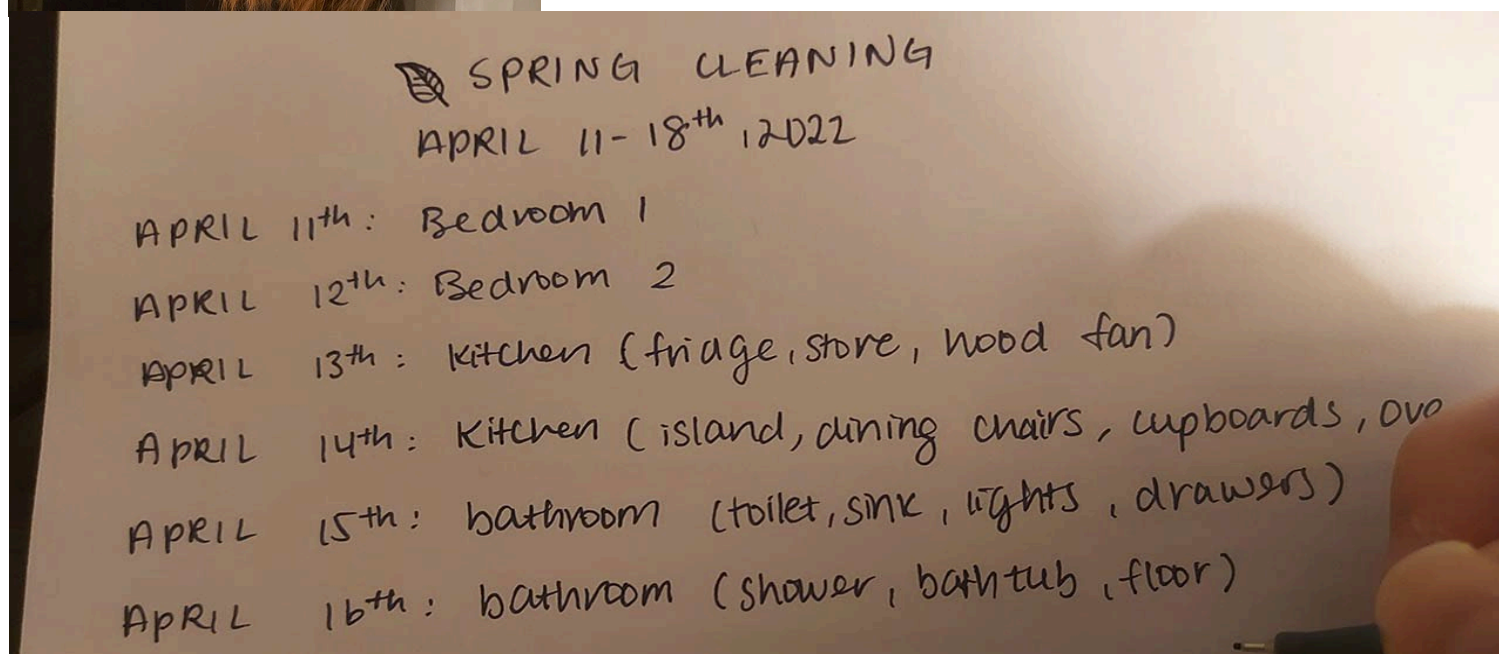 SPRING CLEANING
APRIL 11-18th, 2022
APRIL 11th: Bedroom 1
APRIL 12th: Bedroom 2
APRIL 13th: Kitchen (fridge, stove, hood fan)
APRIL 14th: Kitchen (island, dining chairs, cupboards,
APRIL 15th: bathroom (toilet, sink, lights, drawers)
APRIL 16th: bathroom (shower, bathtub, floor)